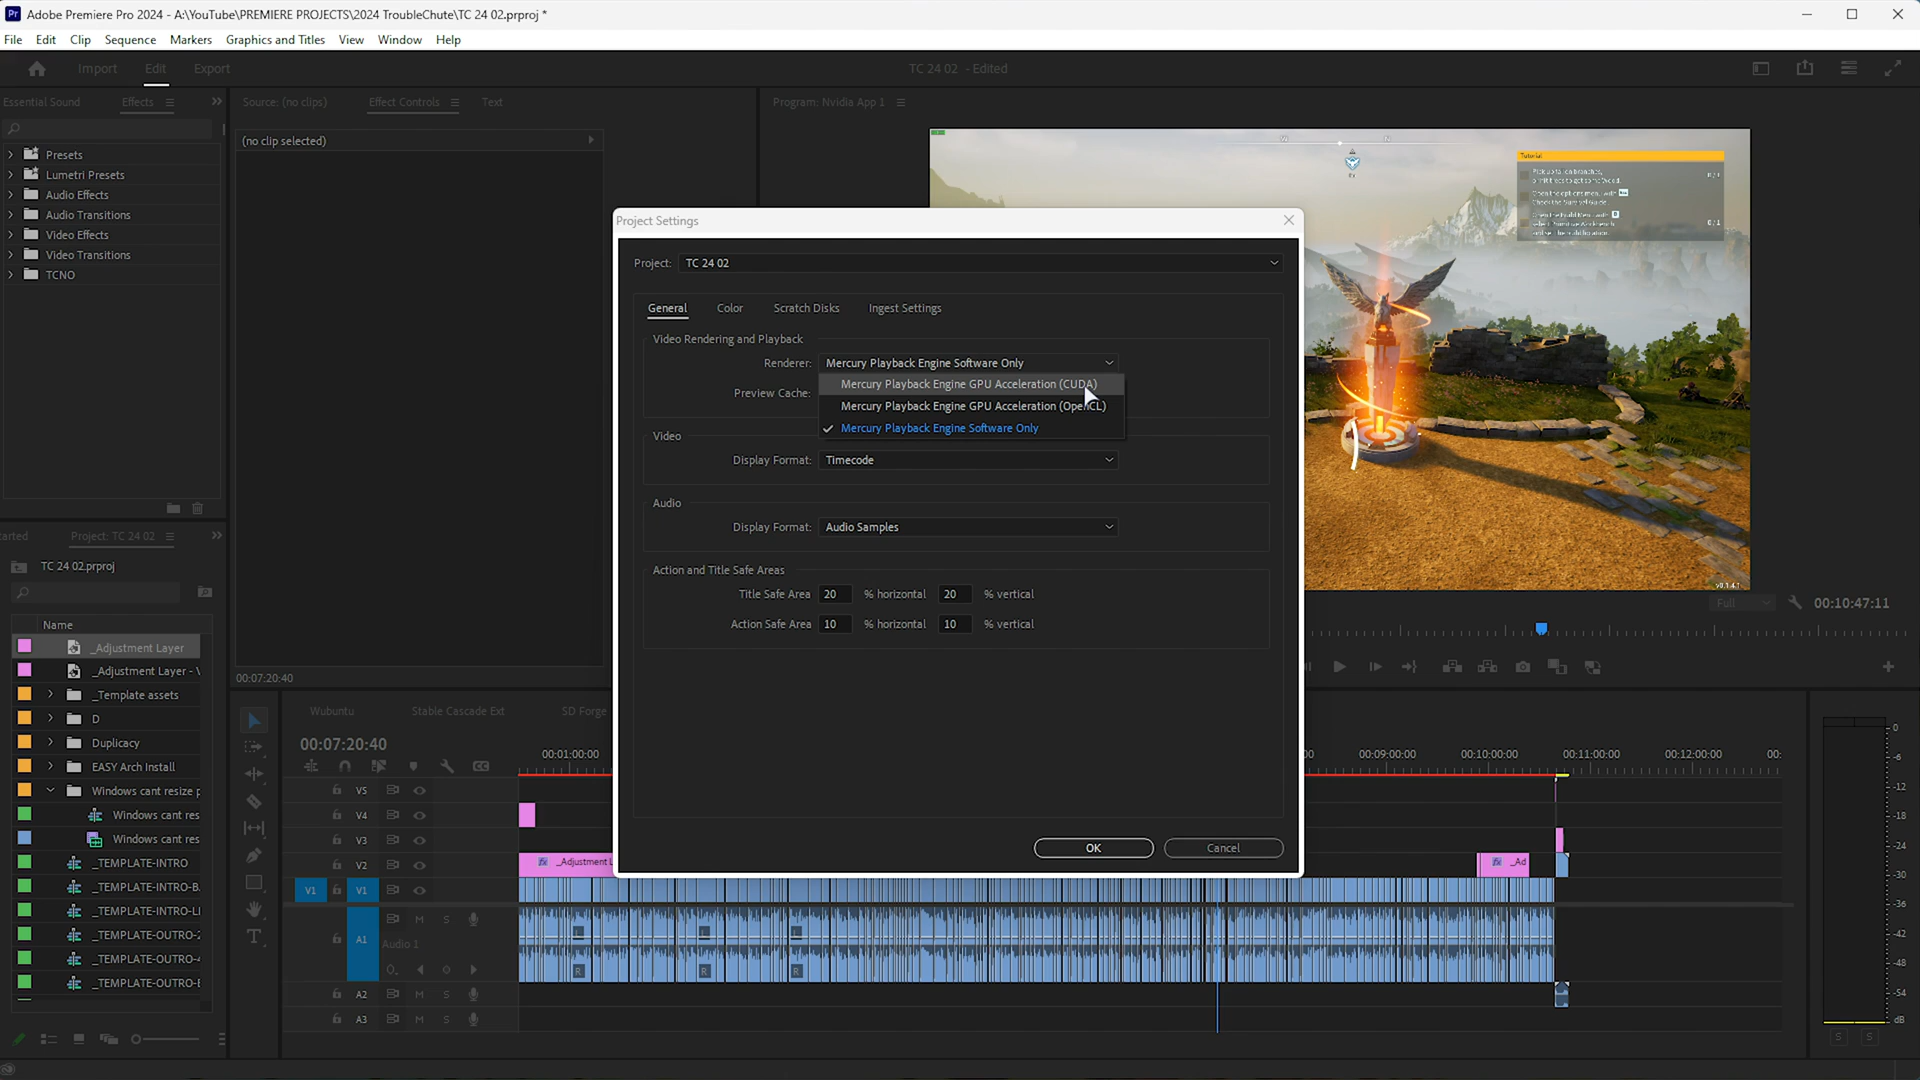 Pr Adobe Premiere Pro 2024 - A:\YouTube\PREMIERE PROJECTS\2024 TroubleChute\TC 24 02.prproj *
File Edit Clip Sequence Markers Graphics and Titles View Window Help
Import Edit Export
TC 24 02 - Edited
Essential Sound Effects
Presets
Lumetri Presets
Audio Effects
Audio Transitions
Video Effects
Video Transitions
TCNO
Source: (no clips) Effect Controls Text
(no clip selected)
00:07:20:40
Program: Nvidia App 1
W N
Tutorial
0/1
v0.1.4.1
Full
00:10:47:11
Project Settings
Project: TC 24 02
General Color Scratch Disks Ingest Settings
Video Rendering and Playback
Renderer: Mercury Playback Engine Software Only
Mercury Playback Engine GPU Acceleration (CUDA)
Preview Cache:
Mercury Playback Engine GPU Acceleration (OpenCL)
Mercury Playback Engine Software Only
Video
Display Format: Timecode
Audio
Display Format: Audio Samples
Action and Title Safe Areas
Title Safe Area 20 % horizontal 20 % vertical
Action Safe Area 10 % horizontal 10 % vertical
OK Cancel
arted Project: TC 24 02
TC 24 02.prproj
Name
_Adjustment Layer
_Adjustment Layer - V
_Template assets
D
Duplicacy
EASY Arch Install
Windows cant resize p
Windows cant res
Windows cant res
_TEMPLATE-INTRO
_TEMPLATE-INTRO-B
_TEMPLATE-INTRO-LI
_TEMPLATE-OUTRO-2
_TEMPLATE-OUTRO-4
_TEMPLATE-OUTRO-E
Wubuntu Stable Cascade Ext SD Forge
00:07:20:40
00:01:00:00 00:09:00:00 00:10:00:00 00:11:00:00 00:12:00:00 00:
V5
V4
V3
V2
V1 V1
A1 M S
Audio 1
A2 M S
A3 M S
fx _Adjustment L
fx _Ad
L L L
R R R
0
-6
-12
-18
-24
-30
-36
-42
-48
-54
dB
S S